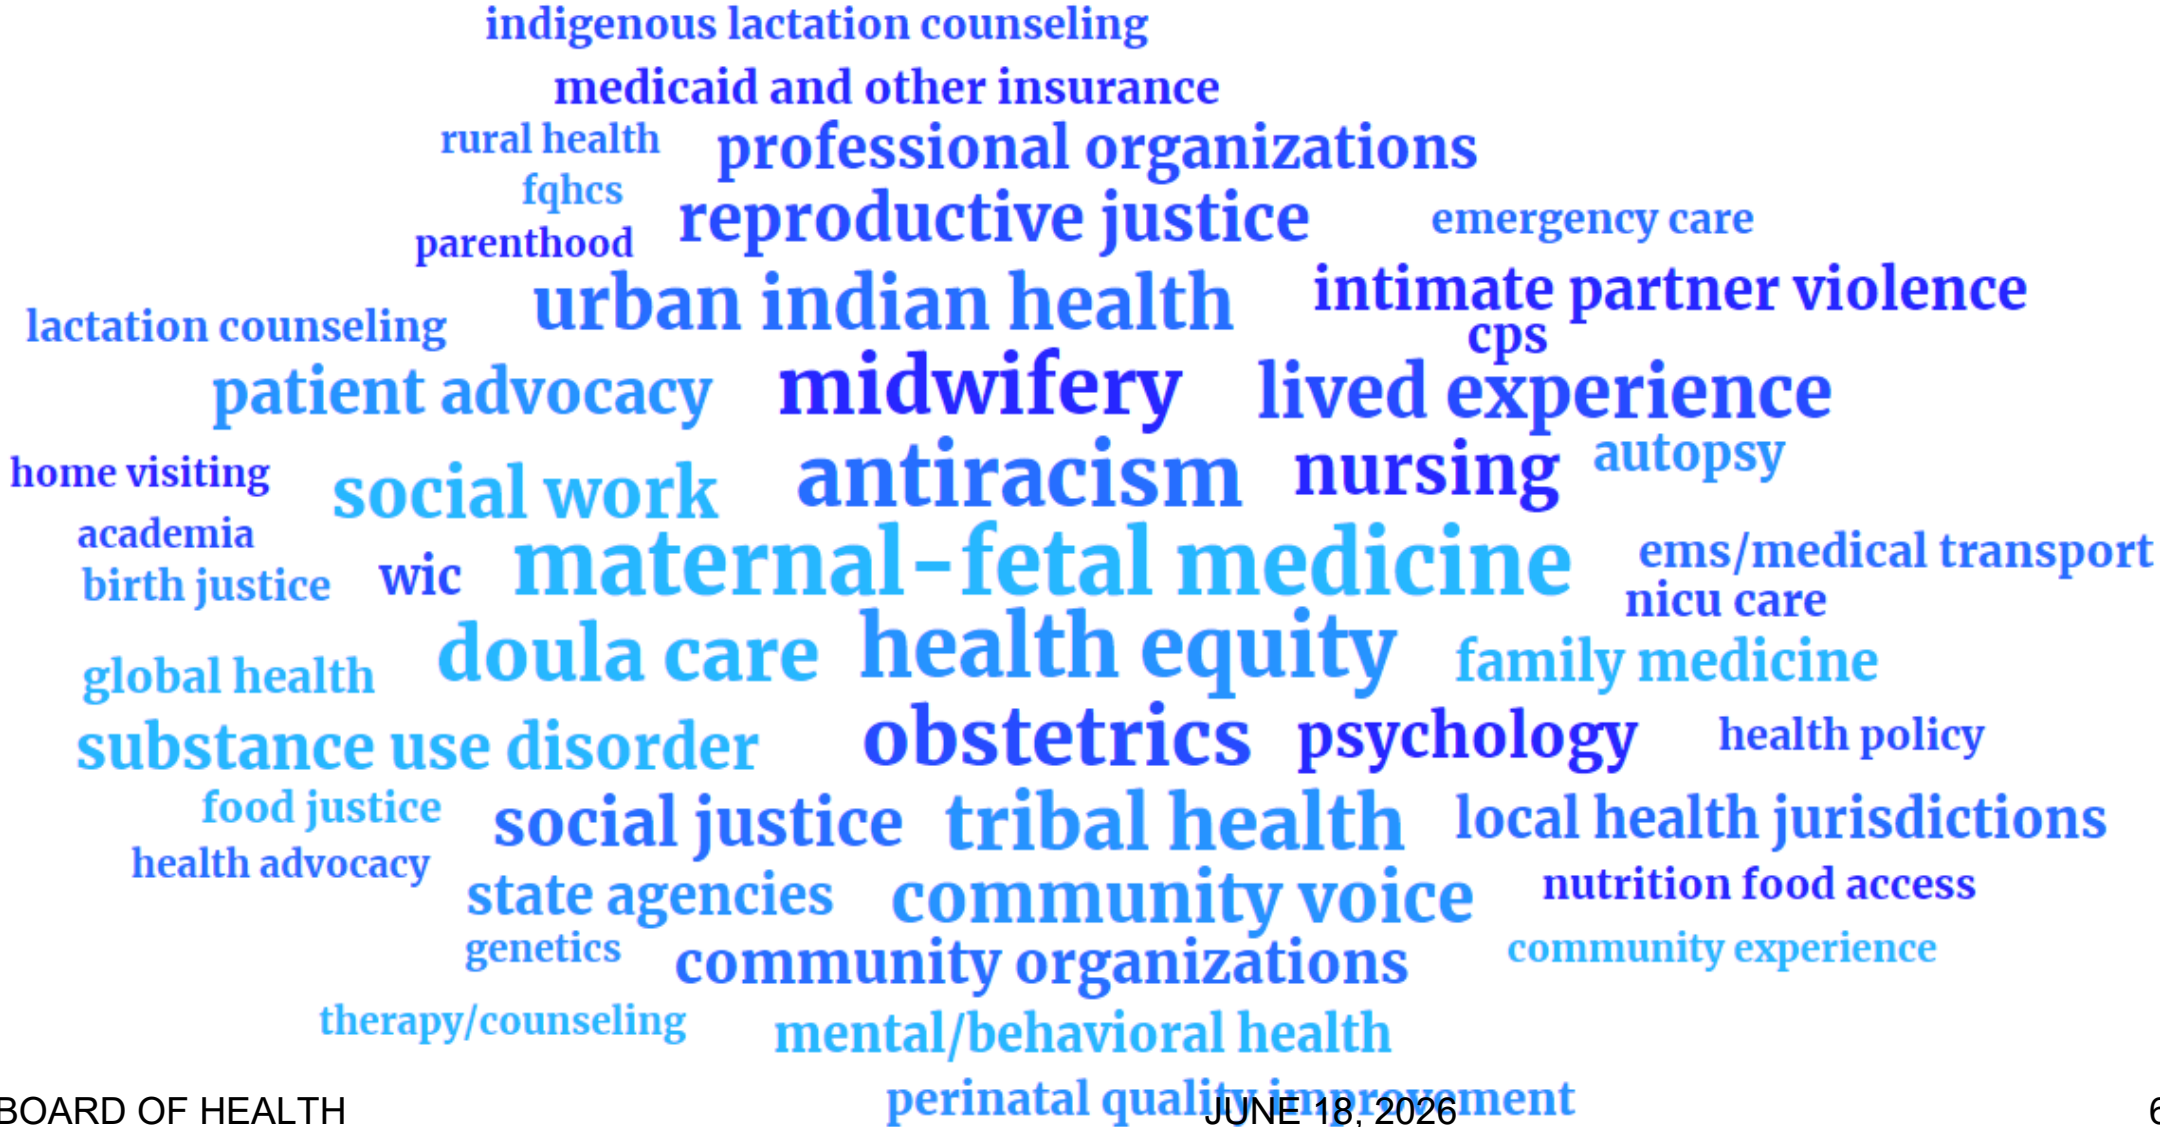 indigenous lactation counseling
medicaid and other insurance
rural health professional organizations
fqhcs
reproductive justice emergency care
parenthood
urban indian health intimate partner violence
lactation counseling cps
patient advocacy midwifery lived experience
home visiting social work antiracism nursing autopsy
academia
birth justice wic maternal-fetal medicine ems/medical transport
nicu care
global health doula care health equity family medicine
substance use disorder obstetrics psychology health policy
food justice social justice tribal health local health jurisdictions
health advocacy
state agencies community voice nutrition food access
genetics community organizations community experience
therapy/counseling mental/behavioral health
perinatal quality improvement
BOARD OF HEALTH JUNE 18, 2026